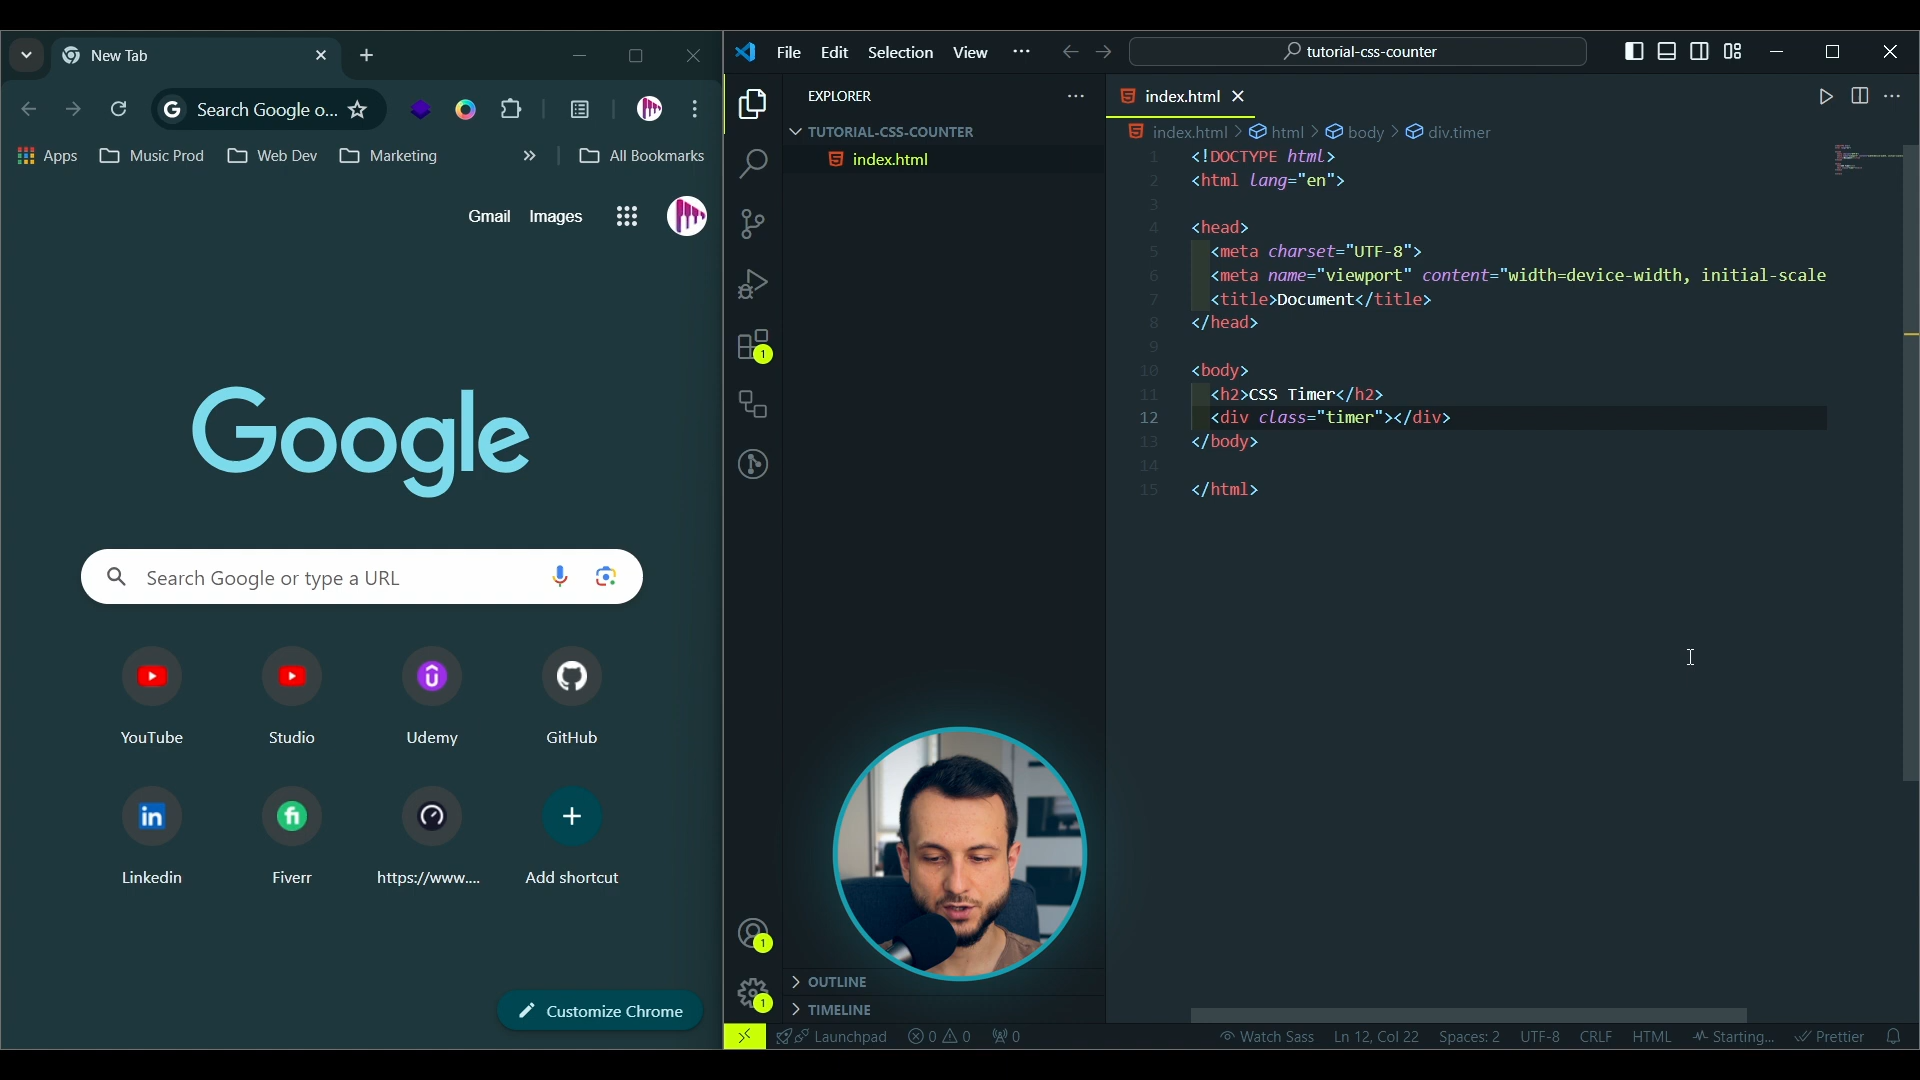 New Tab
Search Google o...
Apps
Music Prod
Web Dev
Marketing
All Bookmarks
Gmail
Images
Google
Search Google or type a URL
YouTube
Studio
Udemy
GitHub
Linkedin
Fiverr
https://www....
Add shortcut
Customize Chrome
File Edit Selection View
tutorial-css-counter
EXPLORER
TUTORIAL-CSS-COUNTER
index.html
1
1
1
OUTLINE
TIMELINE
index.html
index.html > html > body > div.timer
1 <!DOCTYPE html>
2 <html lang="en">
3
4 <head>
5 <meta charset="UTF-8">
6 <meta name="viewport" content="width=device-width, initial-scale
7 <title>Document</title>
8 </head>
9
10 <body>
11 <h2>CSS Timer</h2>
12 <div class="timer"></div>
13 </body>
14
15 </html>
Launchpad 0 0 0 Watch Sass Ln 12, Col 22 Spaces: 2 UTF-8 CRLF HTML Starting... Prettier